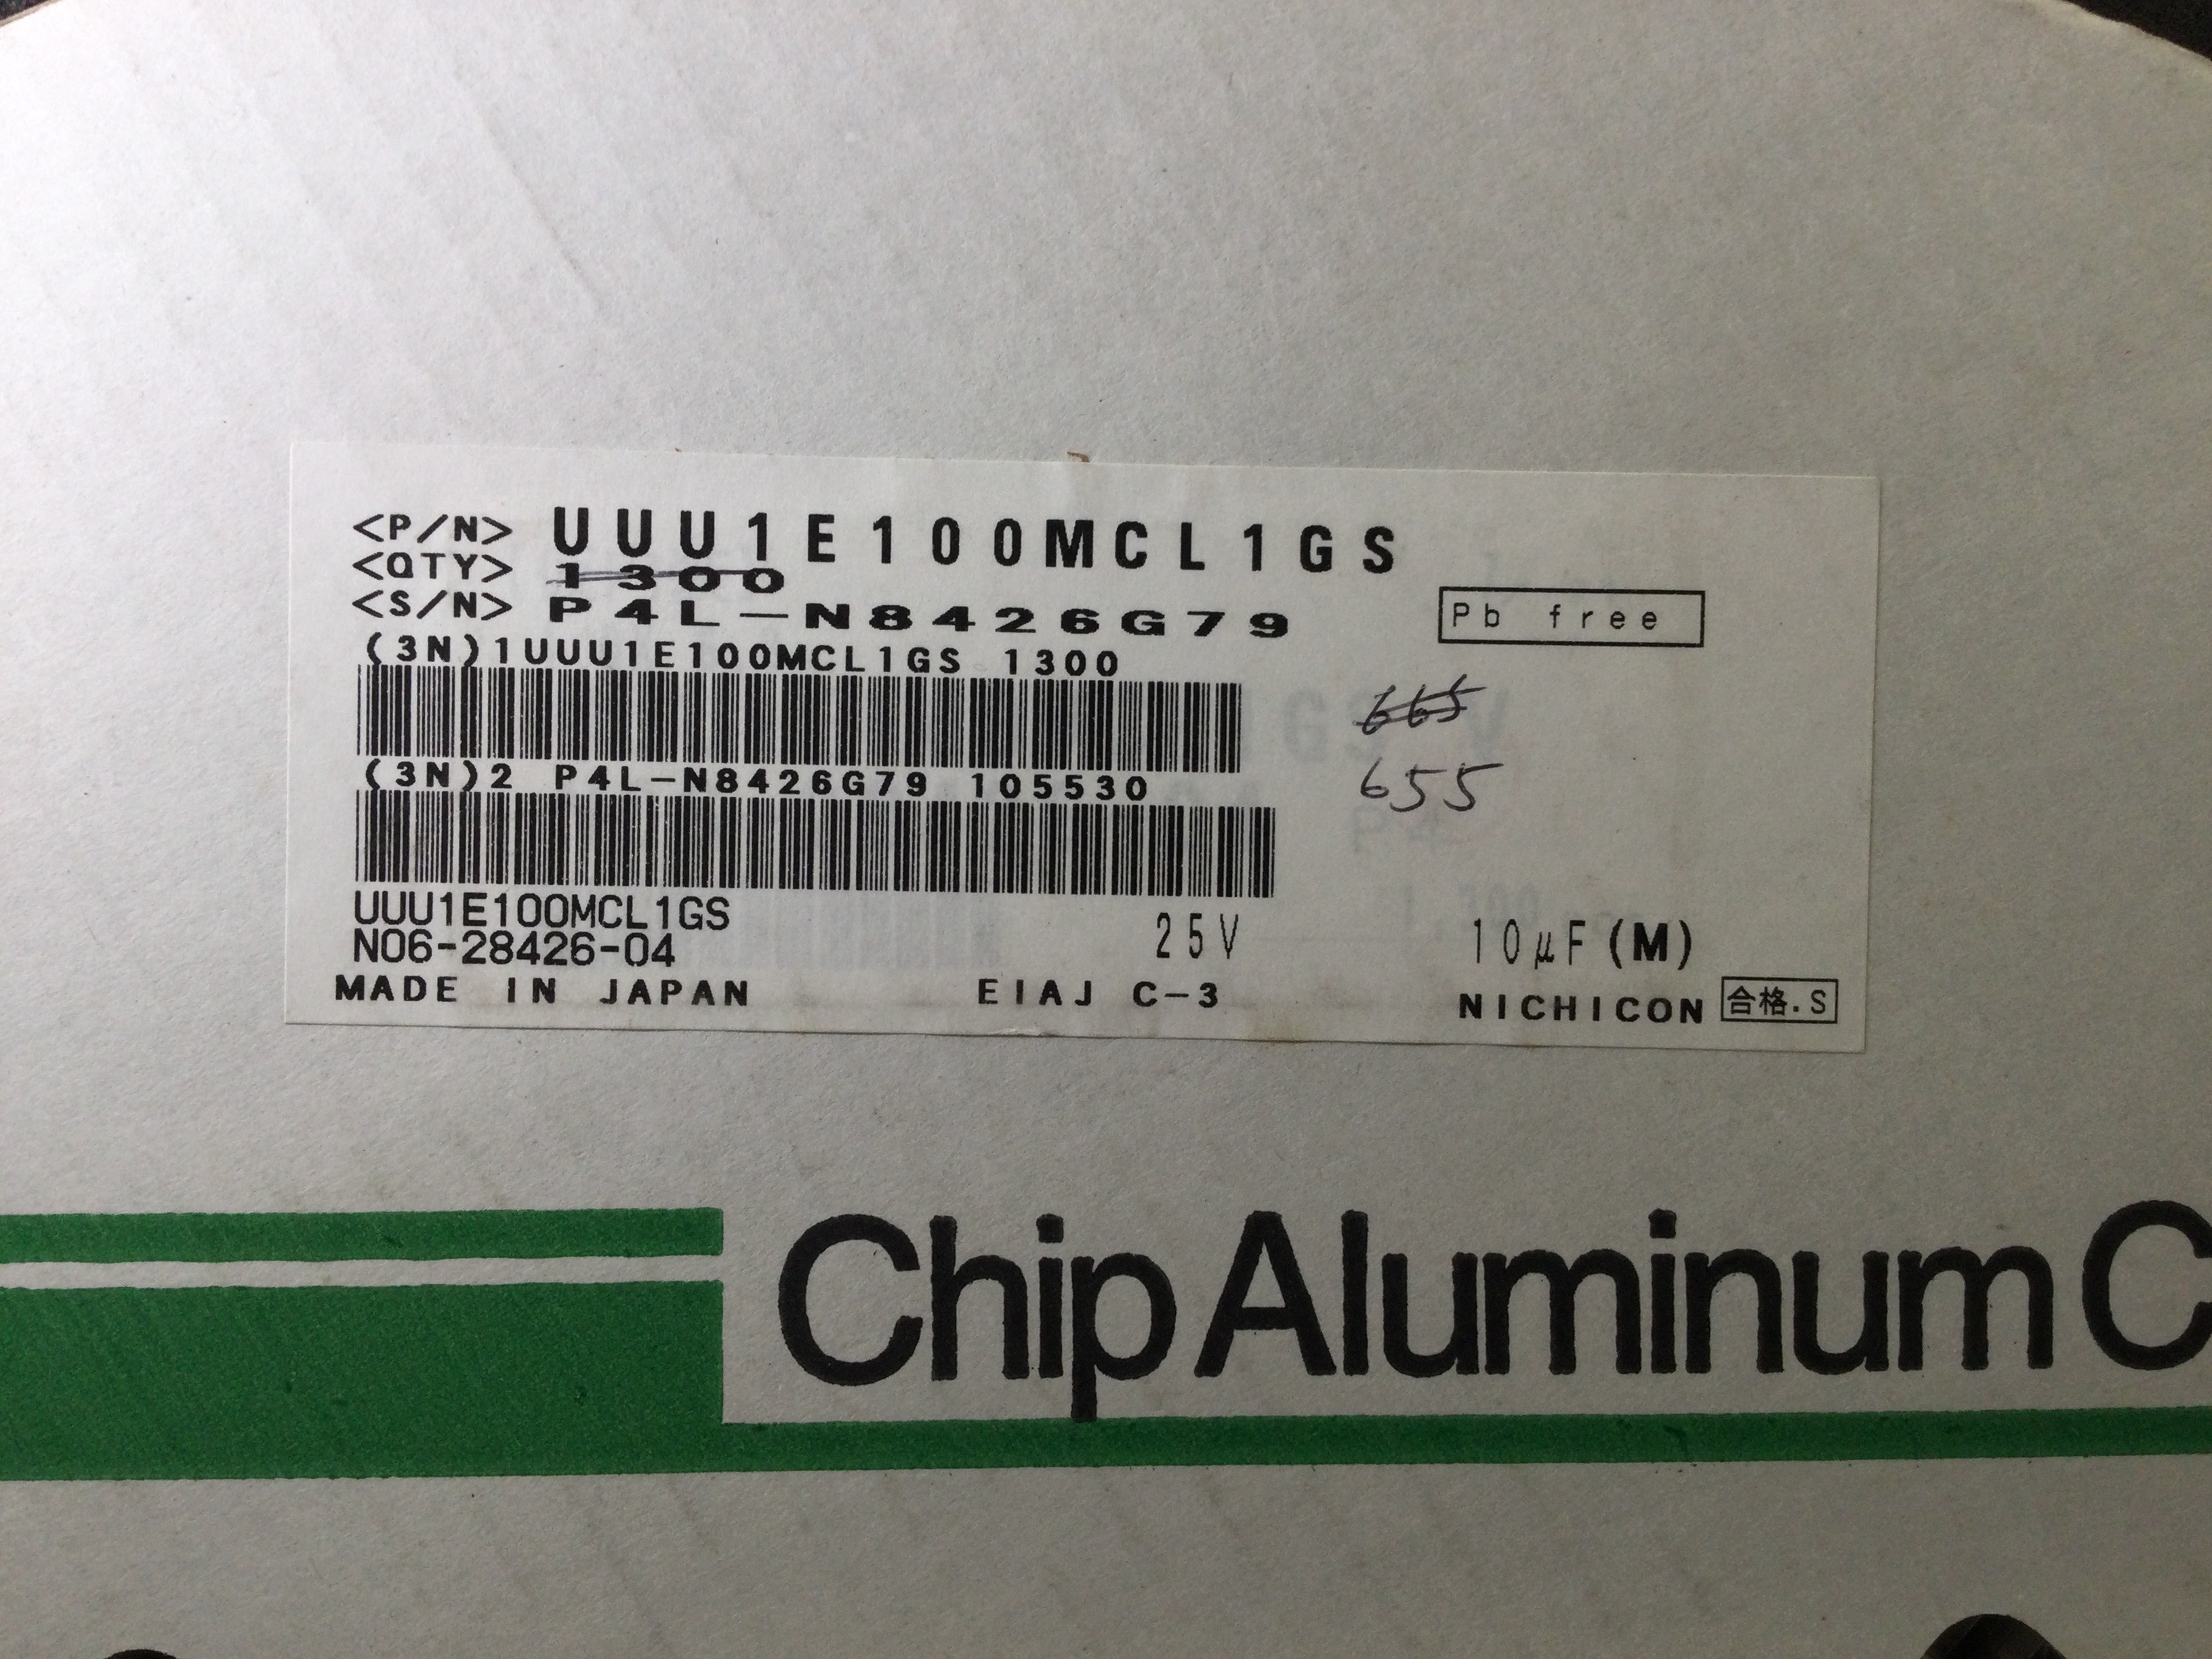 <P/N> UUU1E100MCL1GS
<QTY> 1300
<S/N> P4L-N8426G79
Pb free
(3N)1UUU1E100MCL1GS 1300
665
(3N)2 P4L-N8426G79 105530
655
UUU1E100MCL1GS
N06-28426-04
25V
10μF(M)
MADE IN JAPAN
EIAJ C-3
NICHICON
合格.S
Chip Aluminum C